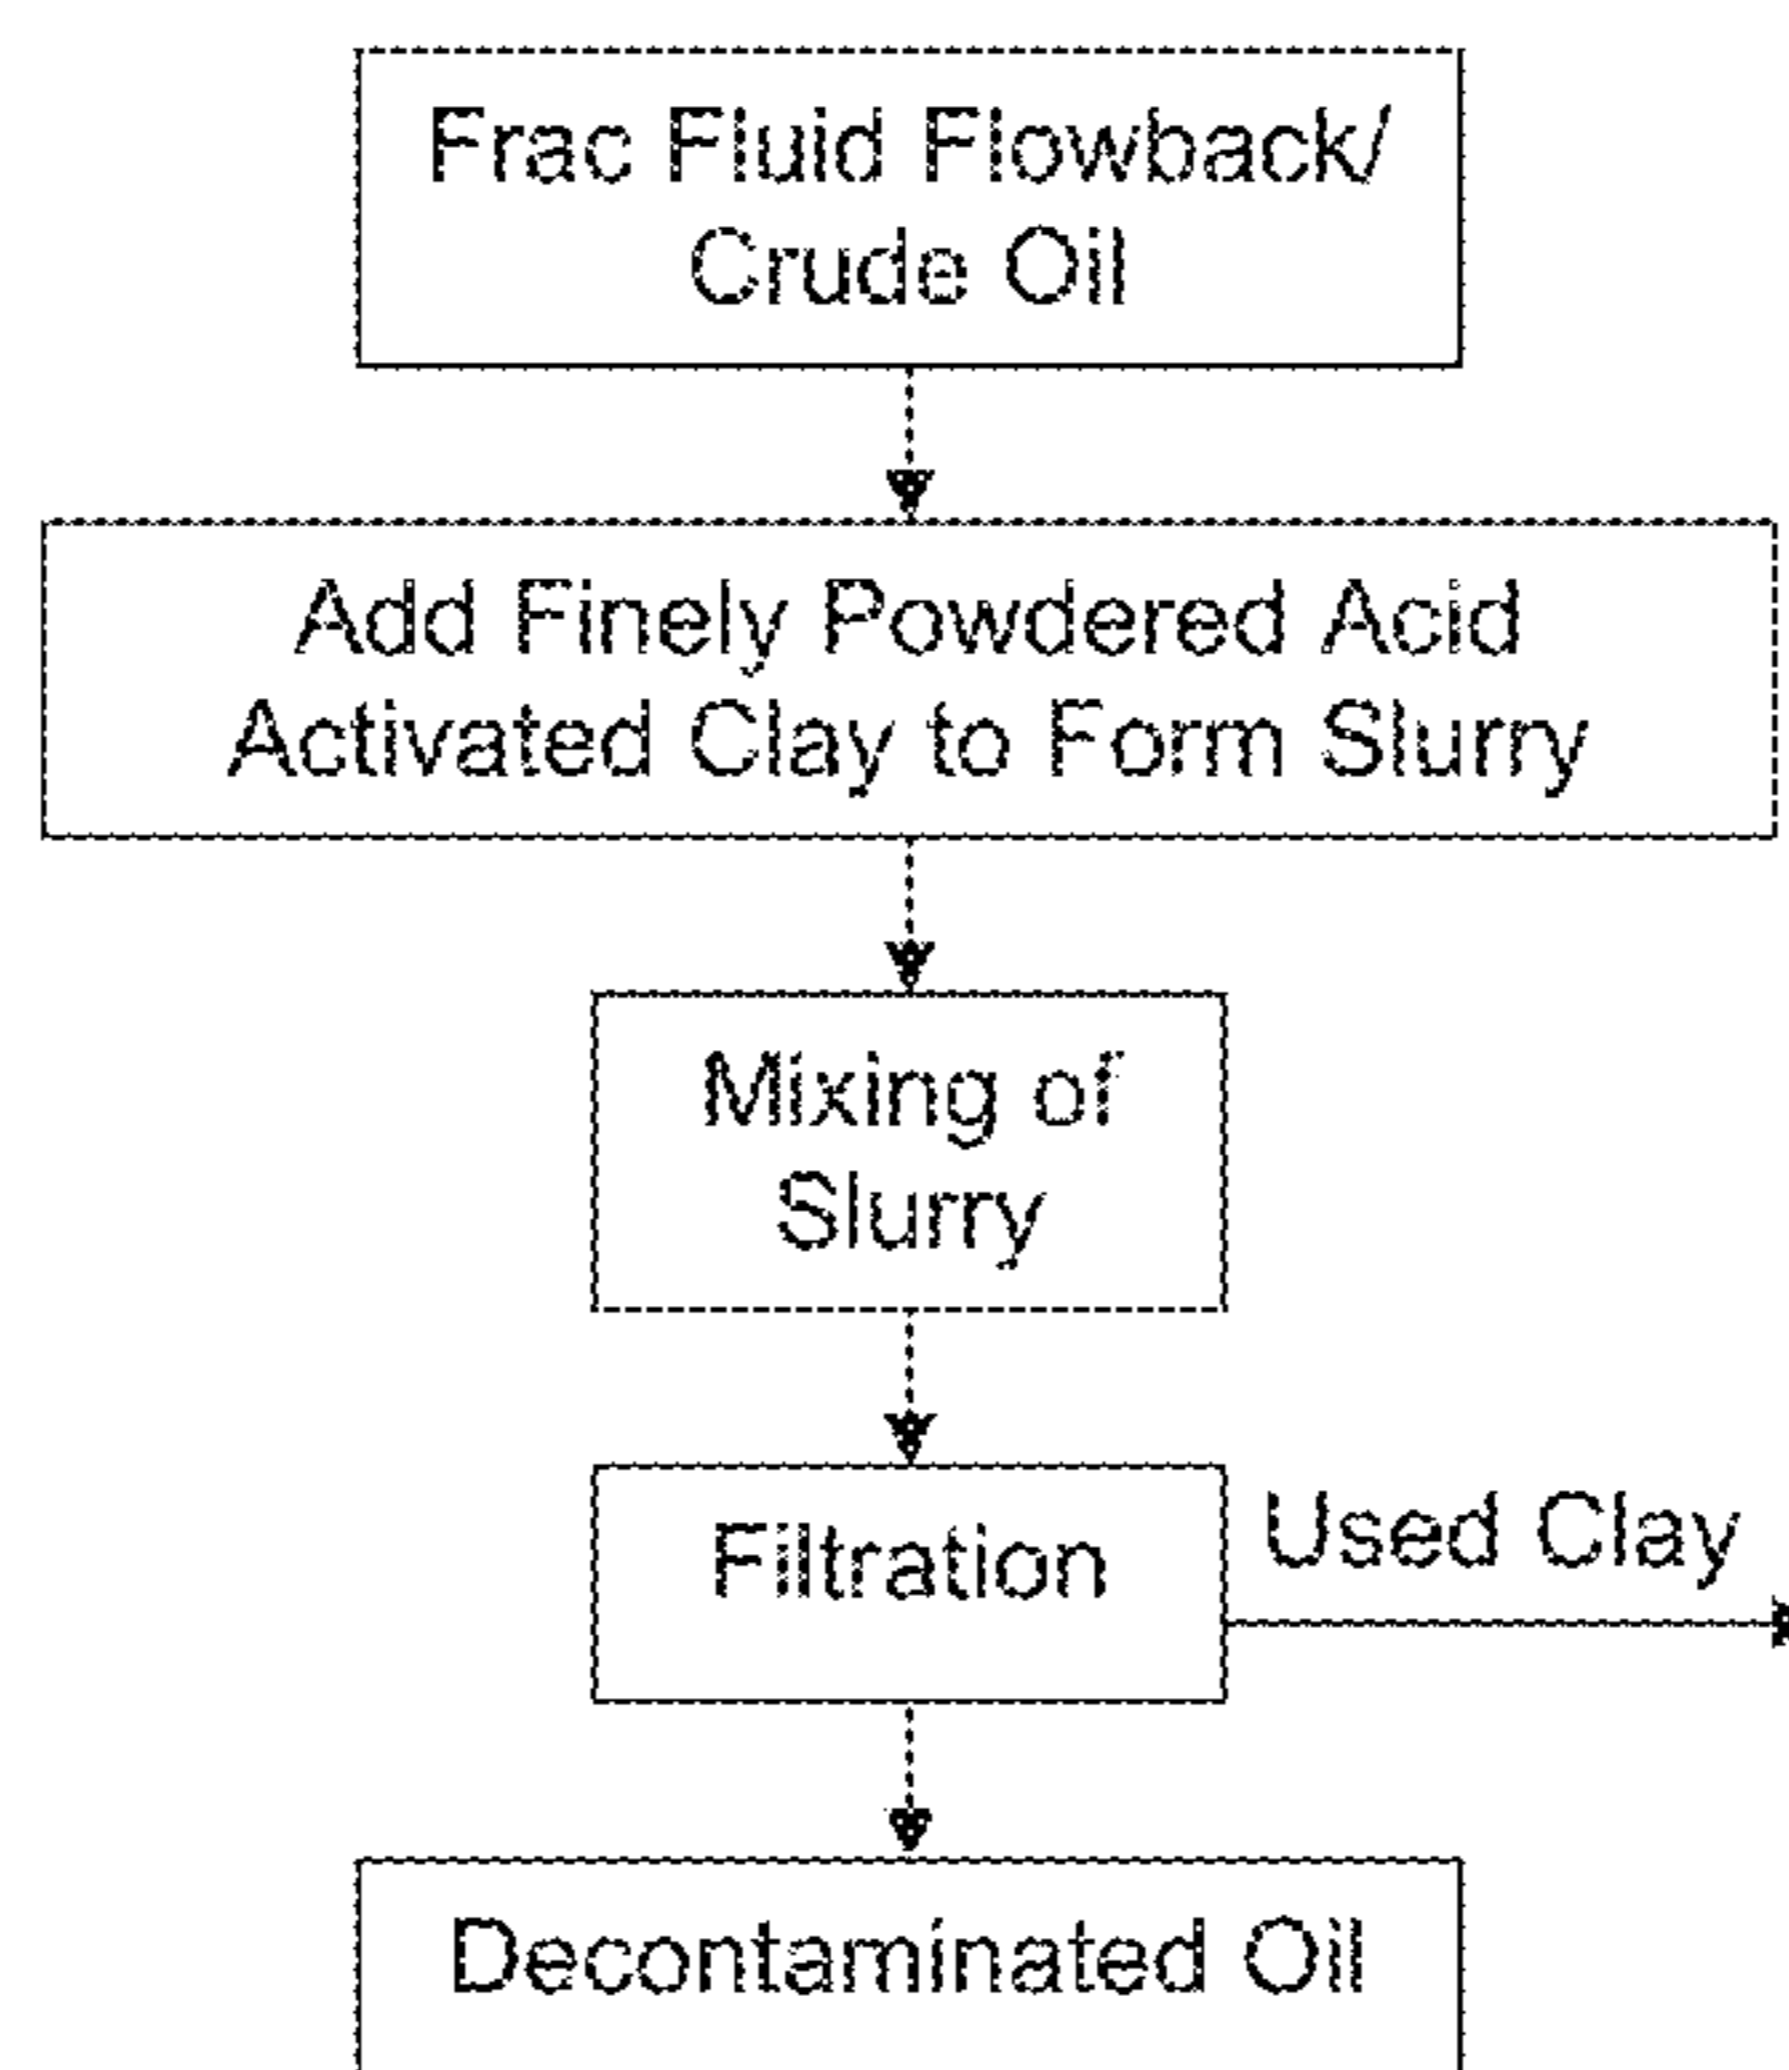 Frac Fluid Flowback/
Crude Oil
Add Finely Powdered Acid
Activated Clay to Form Slurry
Mixing of
Slurry
Filtration
Used Clay
Decontaminated Oil